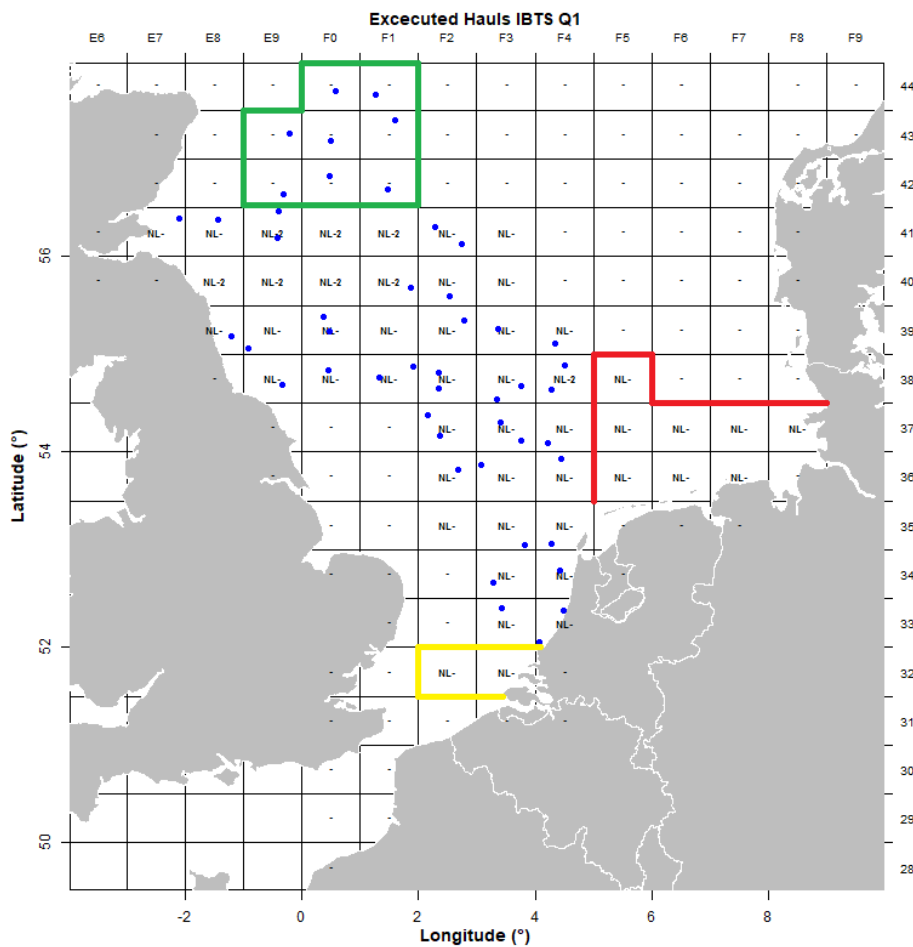 Excecuted Hauls IBTS Q1
E6 E7 E8 E9 F0 F1 F2 F3 F4 F5 F6 F7 F8 F9
- - - - - - - - - - - - 44
- - - - - - - - - - - - 43
- - - - - - - - - - - - 42
- NL- NL- NL-2 NL-2 NL-2 NL- NL- - - - - - 41
56
- - NL-2 NL-2 NL-2 NL-2 NL- NL- - - - - - 40
NL- NL- NL- NL- NL- NL- NL- - - - - 39
- NL- NL- NL- NL- NL- NL-2 NL- - - - 38
- - - NL- NL- NL- NL- NL- NL- NL- 37
54
- - NL- NL- NL- NL- NL- NL- 36
- - NL- NL- NL- - - - 35
- - NL- NL- - 34
- - NL- NL- 33
52
- - NL- NL- - 32
- - - - - 31
- - 30
- - 29
50
- 28
-2 0 2 4 6 8
Latitude (°)
Longitude (°)